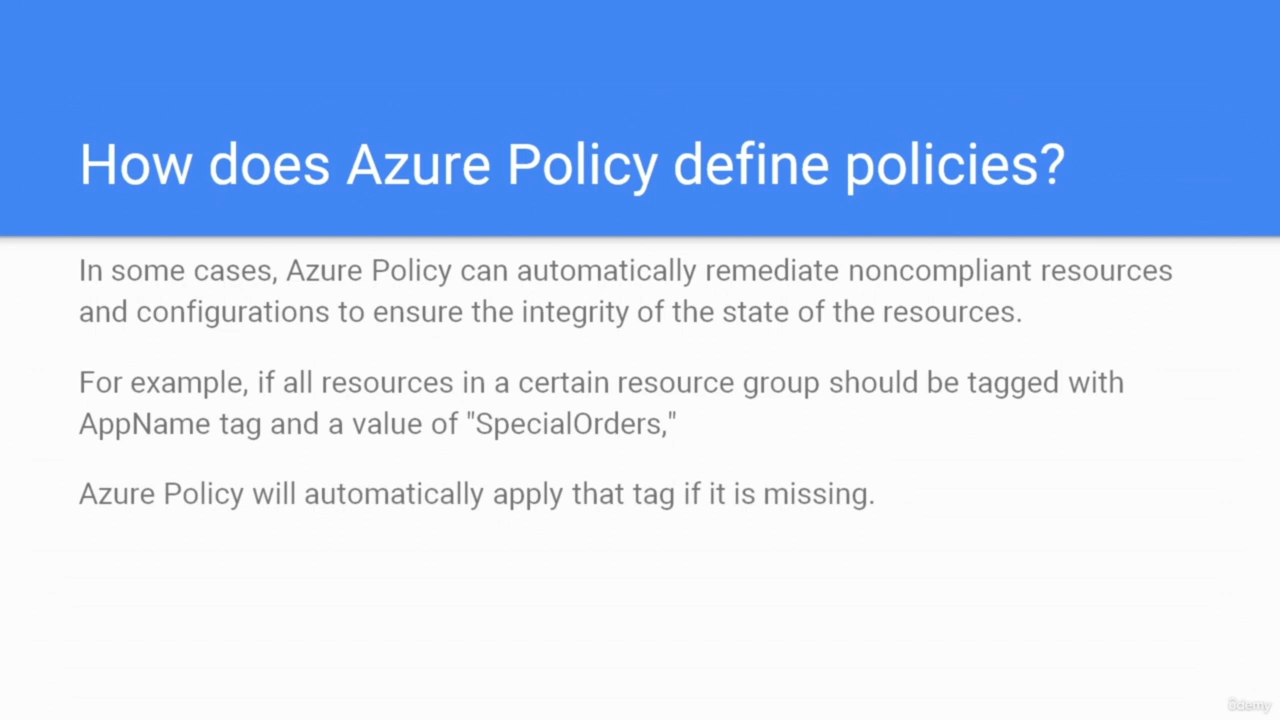 How does Azure Policy define policies?
In some cases, Azure Policy can automatically remediate noncompliant resources
and configurations to ensure the integrity of the state of the resources.
For example, if all resources in a certain resource group should be tagged with
AppName tag and a value of "SpecialOrders,"
Azure Policy will automatically apply that tag if it is missing.
ûdemy